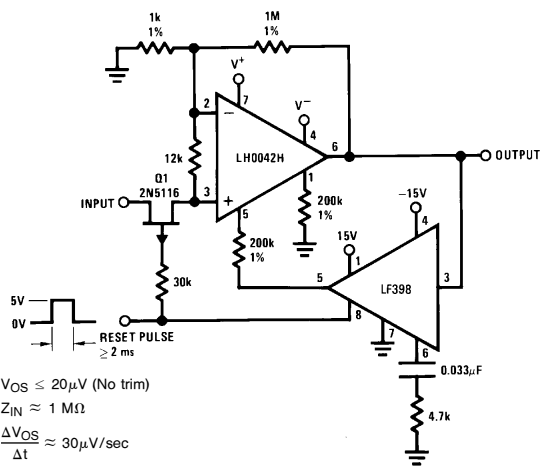 1k
1%
1M
1%
V+
7
V−
4
2
−
6
OUTPUT
12k
LH0042H
Q1
2N5116
1
INPUT
3
+
200k
1%
−15V
5
4
200k
1%
15V
1
5
3
30k
LF398
5V
8
0V
RESET PULSE
7
≥ 2 ms
6
0.033μF
VOS ≤ 20μV (No trim)
ZIN ≈ 1 MΩ
4.7k
ΔVOS
Δt
≈ 30μV/sec